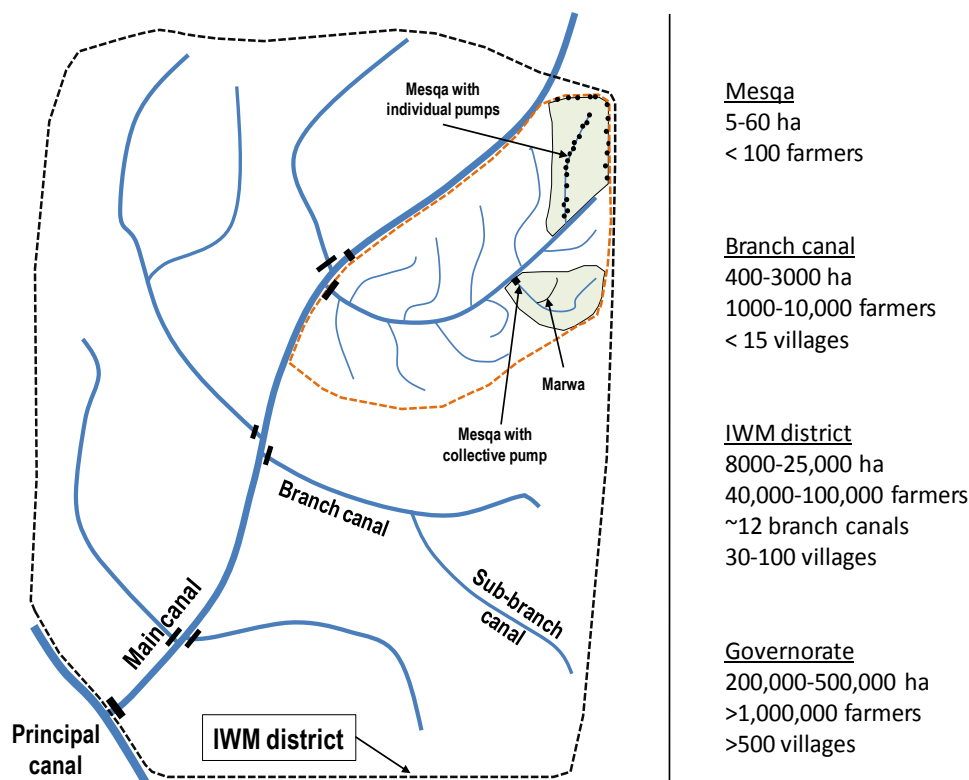 Mesqa with
individual pumps
Marwa
Mesqa with
collective pump
Branch canal
Sub-branch
canal
Main canal
Principal
canal
IWM district
Mesqa
5-60 ha
< 100 farmers
Branch canal
400-3000 ha
1000-10,000 farmers
< 15 villages
IWM district
8000-25,000 ha
40,000-100,000 farmers
~12 branch canals
30-100 villages
Governorate
200,000-500,000 ha
>1,000,000 farmers
>500 villages